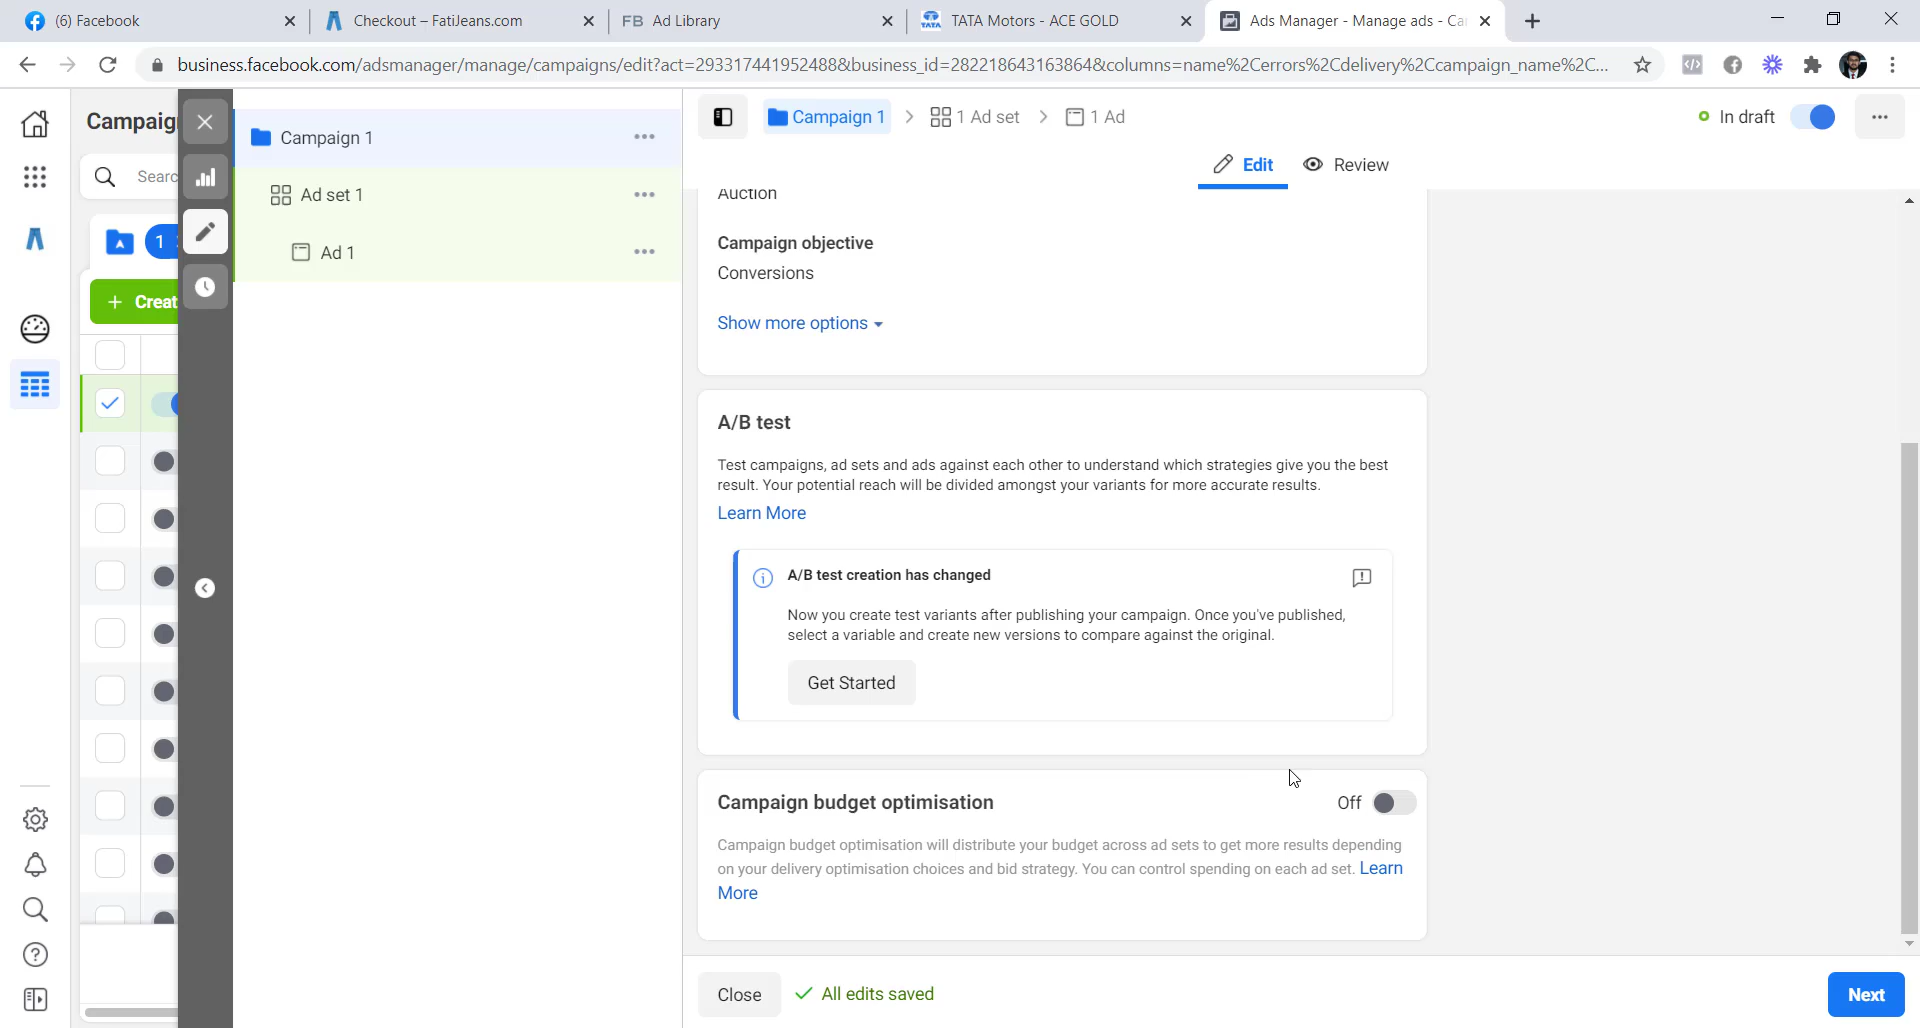 (6) Facebook
Checkout – FatiJeans.com
FB Ad Library
TATA Motors - ACE GOLD
Ads Manager - Manage ads - Ca
business.facebook.com/adsmanager/manage/campaigns/edit?act=293317441952488&business_id=282218643163864&columns=name%2Cerrors%2Cdelivery%2Ccampaign_name%2C...
Campaig
Searc
1
+ Creat
Campaign 1
Ad set 1
Ad 1
Campaign 1
1 Ad set
1 Ad
In draft
Edit
Review
Auction
Campaign objective
Conversions
Show more options
A/B test
Test campaigns, ad sets and ads against each other to understand which strategies give you the best
result. Your potential reach will be divided amongst your variants for more accurate results.
Learn More
A/B test creation has changed
Now you create test variants after publishing your campaign. Once you've published,
select a variable and create new versions to compare against the original.
Get Started
Campaign budget optimisation
Off
Campaign budget optimisation will distribute your budget across ad sets to get more results depending
on your delivery optimisation choices and bid strategy. You can control spending on each ad set. Learn
More
Close
All edits saved
Next